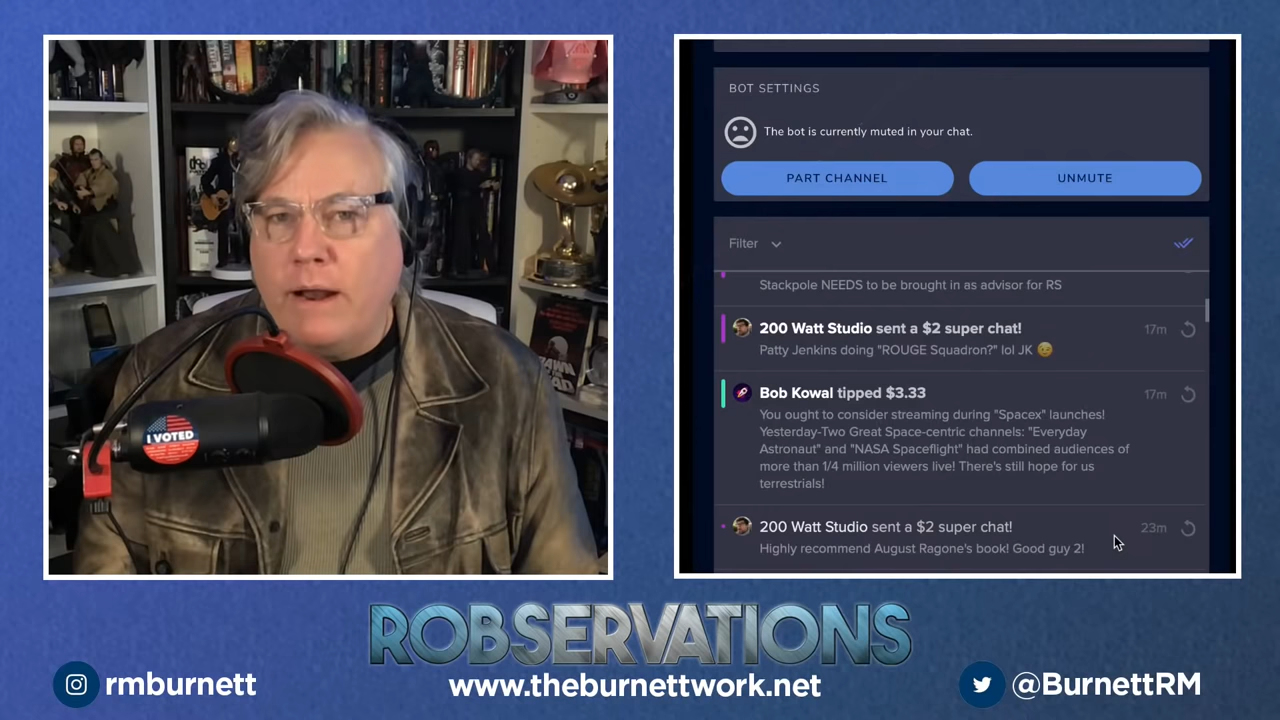 I VOTED
BOT SETTINGS
The bot is currently muted in your chat.
PART CHANNEL
UNMUTE
Filter
Stackpole NEEDS to be brought in as advisor for RS
200 Watt Studio sent a $2 super chat!
17m
Patty Jenkins doing "ROUGE Squadron?" lol JK 😉
Bob Kowal tipped $3.33
17m
You ought to consider streaming during "Spacex" launches!
Yesterday-Two Great Space-centric channels: "Everyday
Astronaut" and "NASA Spaceflight" had combined audiences of
more than 1/4 million viewers live! There's still hope for us
terrestrials!
200 Watt Studio sent a $2 super chat!
23m
Highly recommend August Ragone's book! Good guy 2!
ROBSERVATIONS
rmburnett
www.theburnettwork.net
@BurnettRM